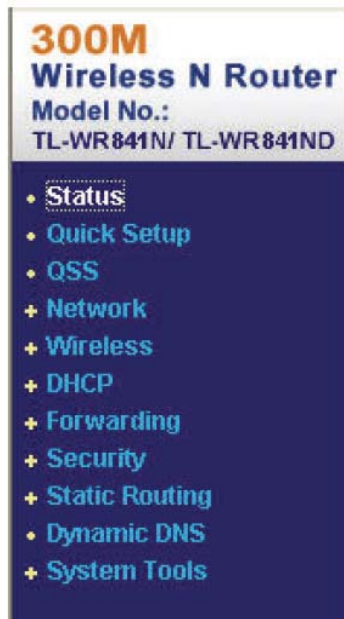 300M
Wireless N Router
Model No.:
TL-WR841N/ TL-WR841ND
Status
Quick Setup
QSS
Network
Wireless
DHCP
Forwarding
Security
Static Routing
Dynamic DNS
System Tools